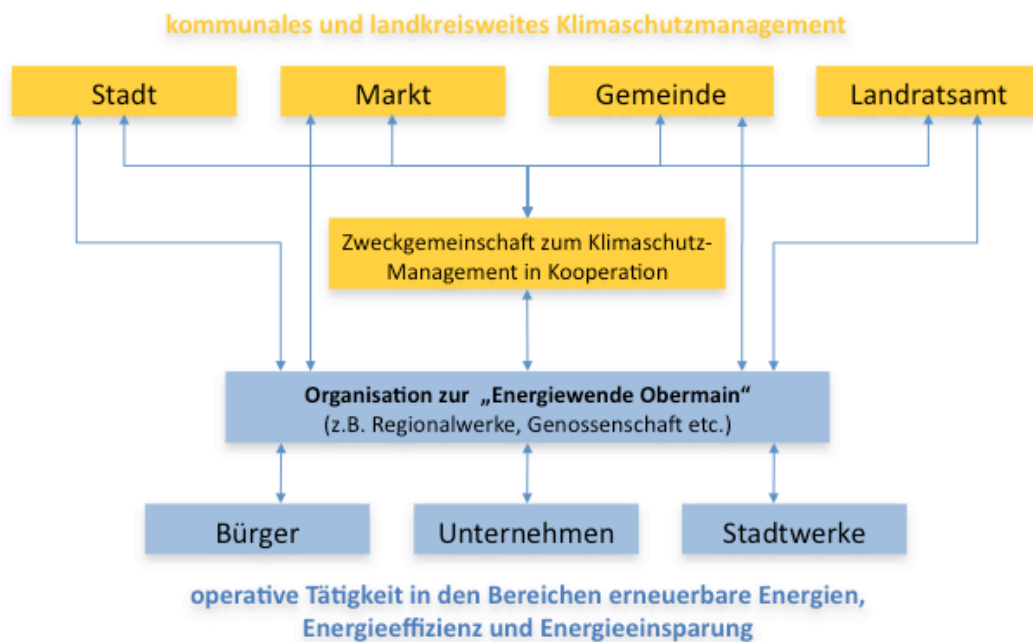 kommunales und landkreisweites Klimaschutzmanagement
Stadt
Markt
Gemeinde
Landratsamt
Zweckgemeinschaft zum Klimaschutz-
Management in Kooperation
Organisation zur „Energiewende Obermain“
(z.B. Regionalwerke, Genossenschaft etc.)
Bürger
Unternehmen
Stadtwerke
operative Tätigkeit in den Bereichen erneuerbare Energien,
Energieeffizienz und Energieeinsparung